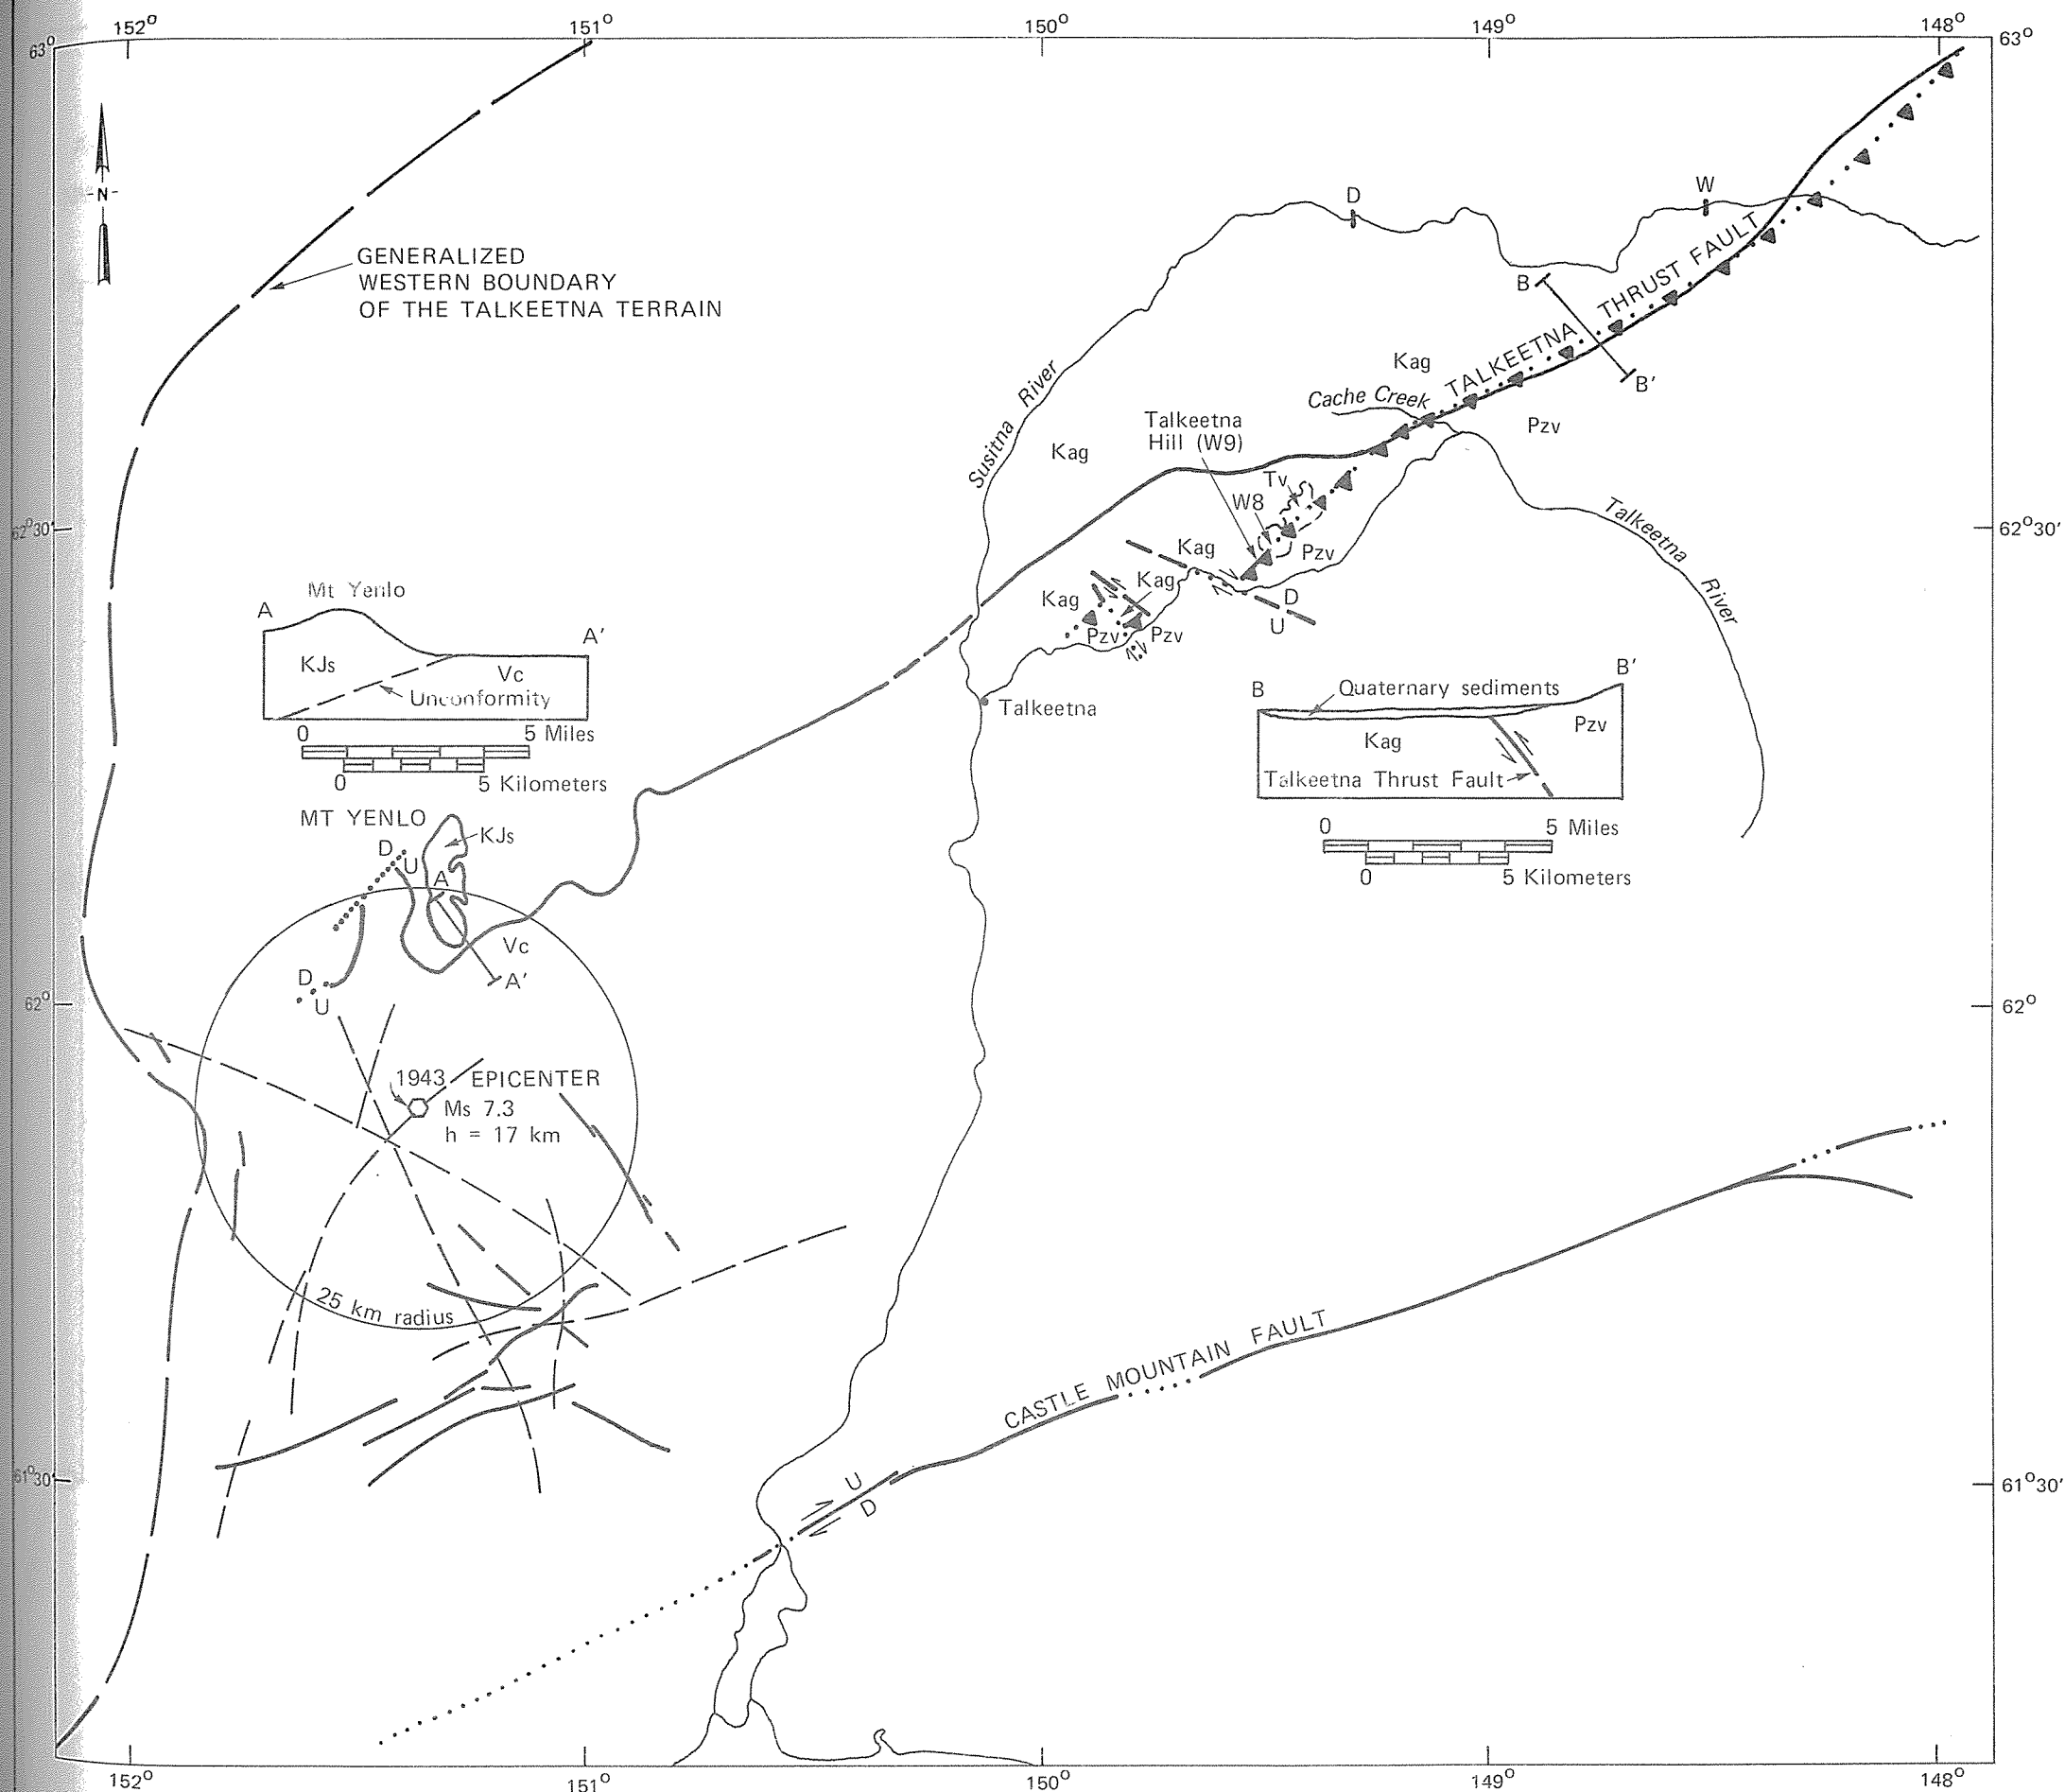 152°
151°
150°
149°
148°
63°
63°
N
D
W
GENERALIZED
WESTERN BOUNDARY
OF THE TALKEETNA TERRAIN
B
TALKEETNA THRUST FAULT
B'
Kag
Cache Creek
Susitna River
Talkeetna
Hill (W9)
Kag
Pzv
Tv
W8
62°30'
62°30'
Talkeetna River
Kag
Pzv
Kag
Kag
D
U
Pzv
Pzv
Mt Yenlo
A
A'
KJs
Vc
Unconformity
0 5 Miles
0 5 Kilometers
Talkeetna
B
B'
Quaternary sediments
Pzv
Kag
Talkeetna Thrust Fault
0 5 Miles
0 5 Kilometers
MT YENLO
KJs
D
U
A
Vc
A'
D
U
62°
62°
1943 EPICENTER
Ms 7.3
h = 17 km
25 km radius
CASTLE MOUNTAIN FAULT
U
D
61°30'
61°30'
152°
151°
150°
149°
148°